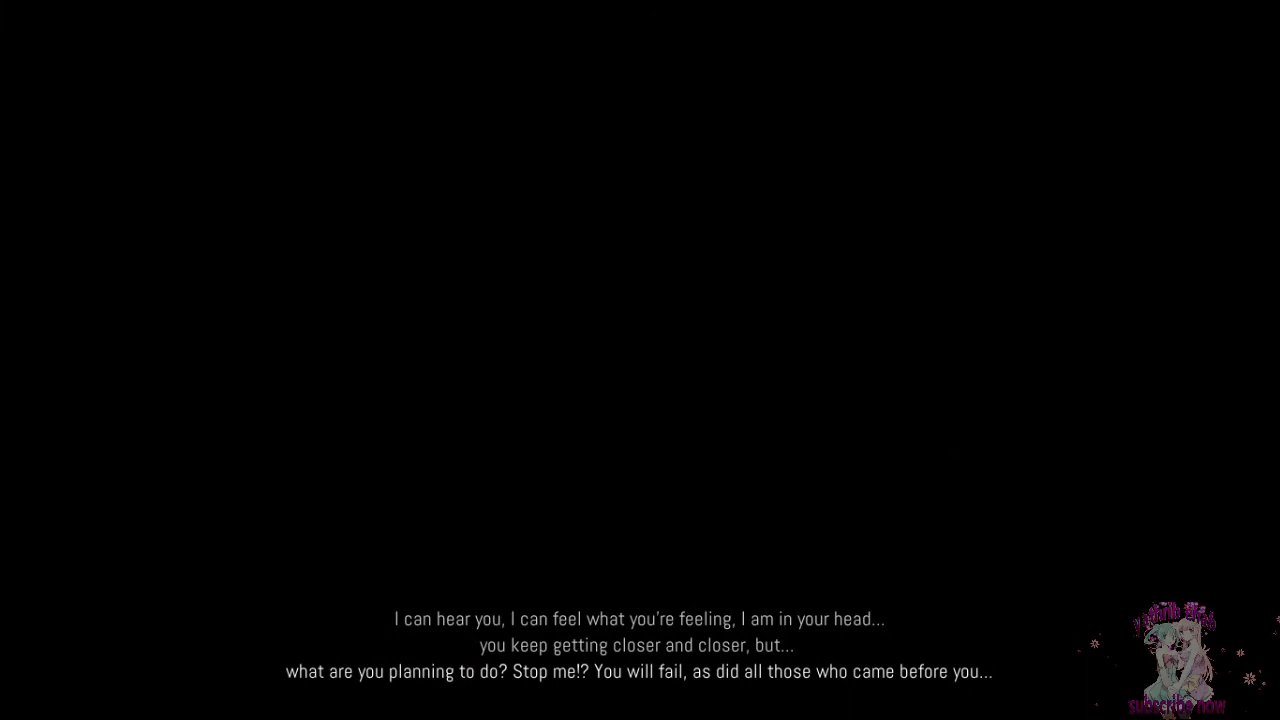 I can hear you, I can feel what you're feeling, I am in your head...
you keep getting closer and closer, but...
what are you planning to do? Stop me!? You will fail, as did all those who came before you...
subscribe now